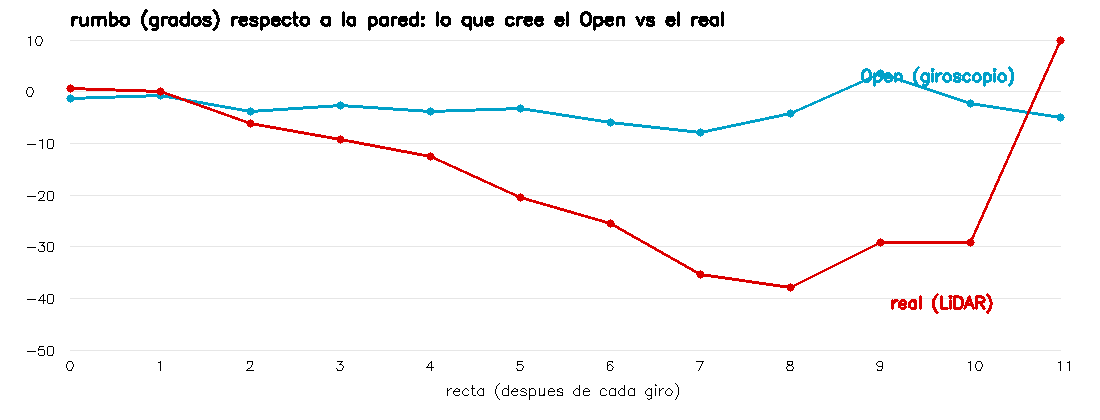 rumbo (grados) respecto a la pared: lo que cree el Open vs el real
10
Open (giroscopio)
0
-10
-20
-30
real (LiDAR)
-40
-50
0 1 2 3 4 5 6 7 8 9 10 11
recta (despues de cada giro)